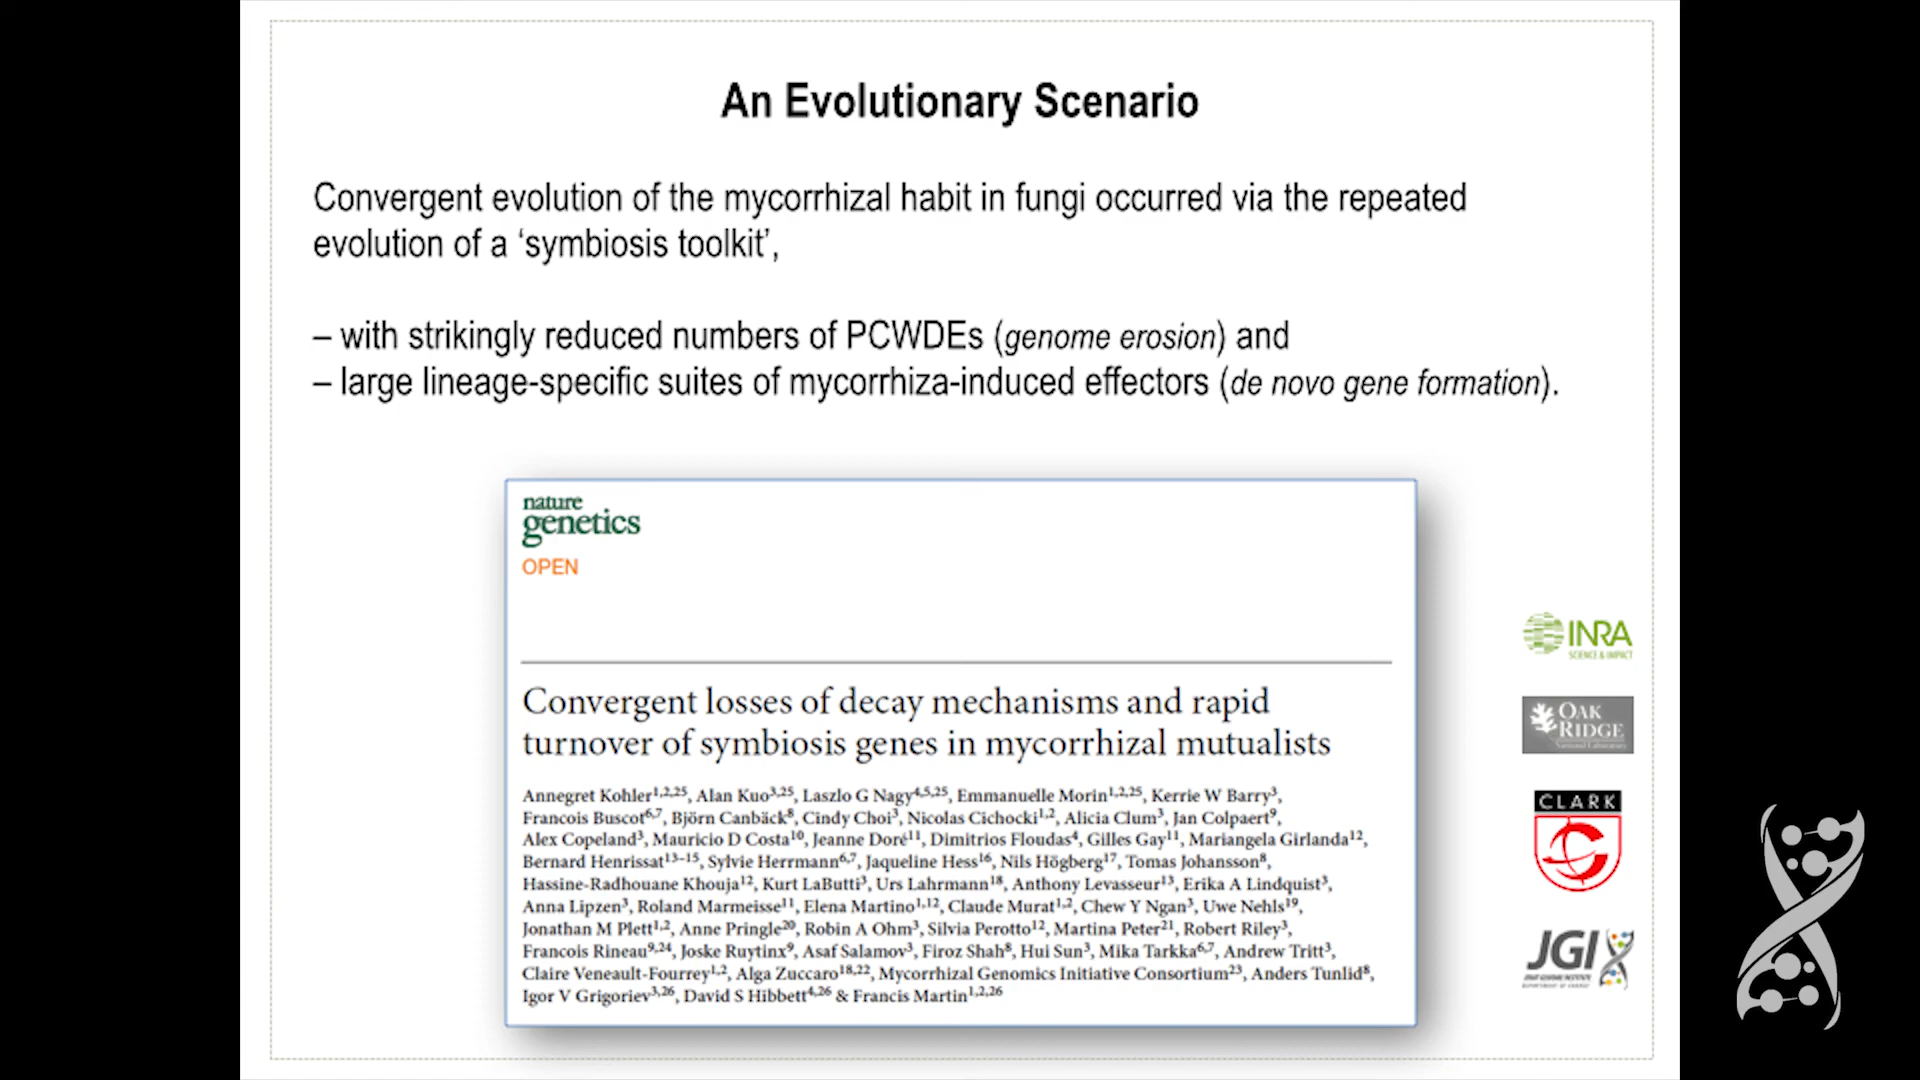 An Evolutionary Scenario
Convergent evolution of the mycorrhizal habit in fungi occurred via the repeated
evolution of a ‘symbiosis toolkit’,
– with strikingly reduced numbers of PCWDEs (genome erosion) and
– large lineage-specific suites of mycorrhiza-induced effectors (de novo gene formation).
nature
genetics
OPEN
Convergent losses of decay mechanisms and rapid
turnover of symbiosis genes in mycorrhizal mutualists
Annegret Kohler1,2,25, Alan Kuo3,25, Laszlo G Nagy4,5,25, Emmanuelle Morin1,2,25, Kerrie W Barry3,
Francois Buscot6,7, Björn Canbäck8, Cindy Choi3, Nicolas Cichocki1,2, Alicia Clum3, Jan Colpaert9,
Alex Copeland3, Mauricio D Costa10, Jeanne Doré11, Dimitrios Floudas4, Gilles Gay11, Mariangela Girlanda12,
Bernard Henrissat13–15, Sylvie Herrmann6,7, Jaqueline Hess16, Nils Högberg17, Tomas Johansson8,
Hassine-Radhouane Khouja12, Kurt LaButti3, Urs Lahrmann18, Anthony Levasseur13, Erika A Lindquist3,
Anna Lipzen3, Roland Marmeisse11, Elena Martino1,12, Claude Murat1,2, Chew Y Ngan3, Uwe Nehls19,
Jonathan M Plett1,2, Anne Pringle20, Robin A Ohm3, Silvia Perotto12, Martina Peter21, Robert Riley3,
Francois Rineau9,24, Joske Ruytinx9, Asaf Salamov3, Firoz Shah8, Hui Sun3, Mika Tarkka6,7, Andrew Tritt3,
Claire Veneault-Fourrey1,2, Alga Zuccaro18,22, Mycorrhizal Genomics Initiative Consortium23, Anders Tunlid8,
Igor V Grigoriev3,26, David S Hibbett4,26 & Francis Martin1,2,26
INRA
SCIENCE & IMPACT
OAK
RIDGE
National Laboratory
CLARK
JGI